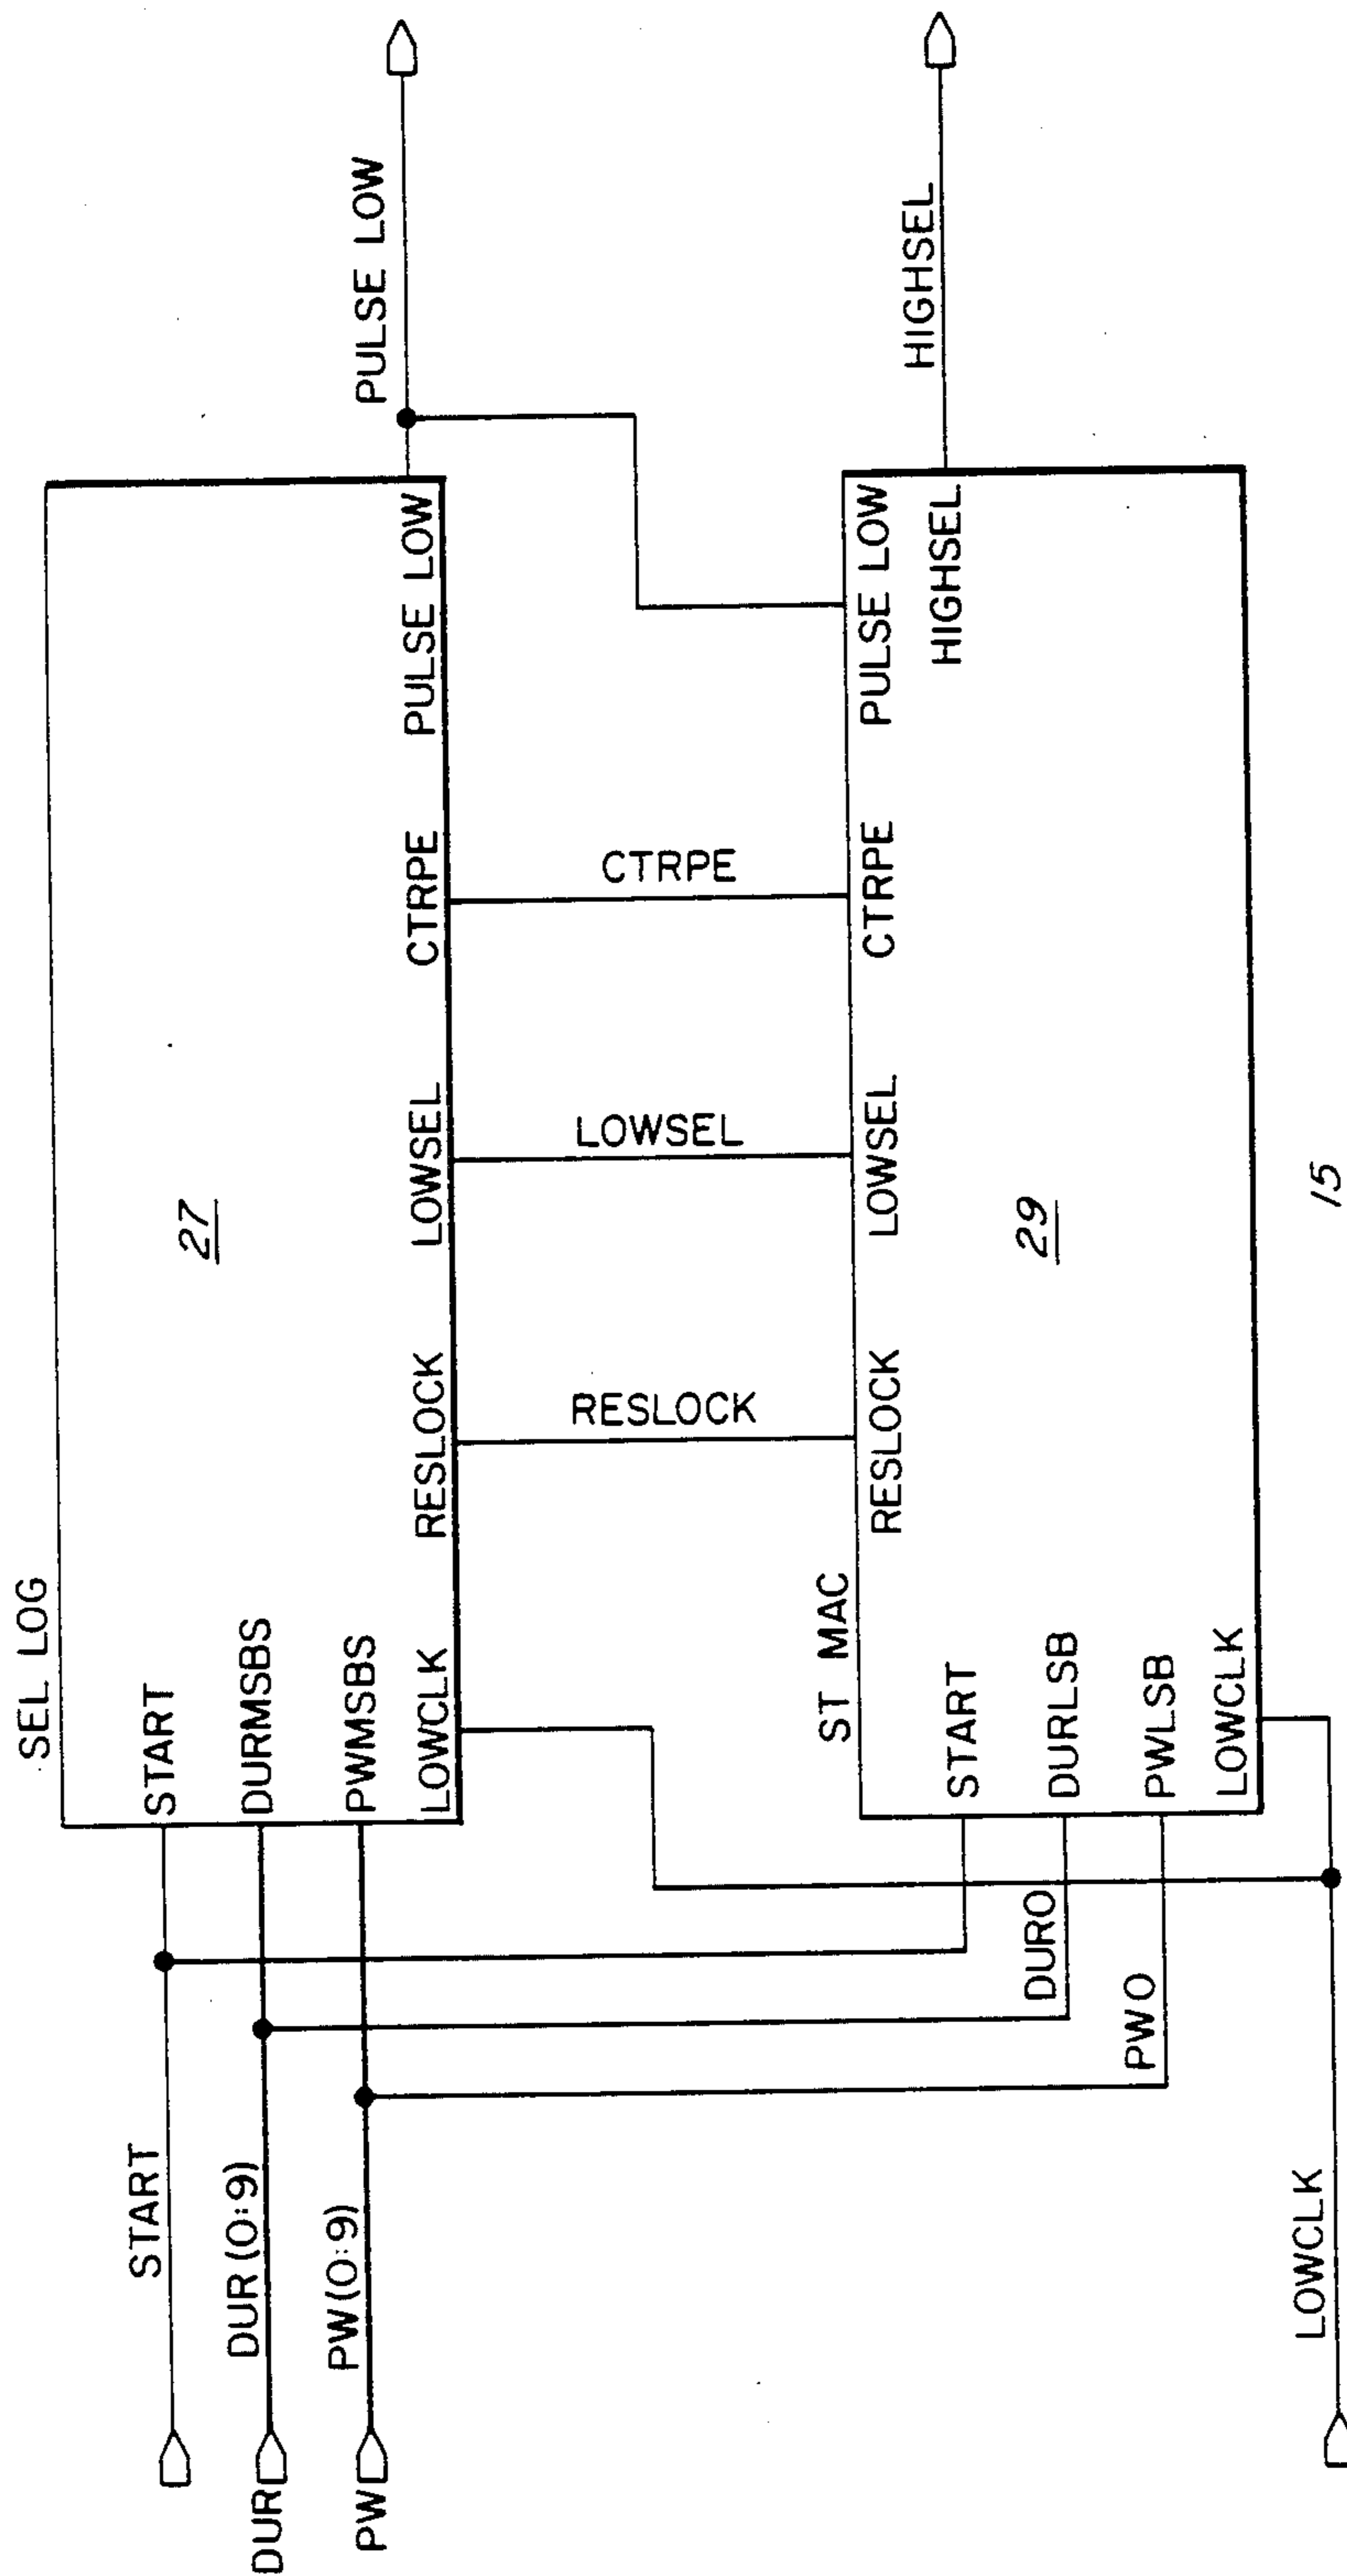 SEL LOG
START
START
DUR
DUR (0:9)
DURMSBS
PW
PW (0:9)
PWMSBS
LOWCLK
RESLOCK
LOWSEL
CTRPE
PULSE LOW
PULSE LOW
27
RESLOCK
LOWSEL
CTRPE
ST MAC
RESLOCK
LOWSEL
CTRPE
PULSE LOW
START
HIGHSEL
HIGHSEL
DURO
DURLSB
29
PWO
PWLSB
LOWCLK
LOWCLK
15